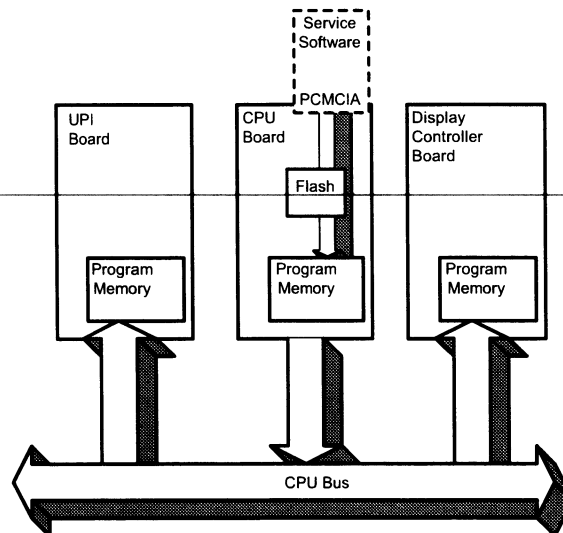 Service
Software
PCMCIA
UPI
Board
CPU
Board
Display
Controller
Board
Flash
Program
Memory
Program
Memory
Program
Memory
CPU Bus